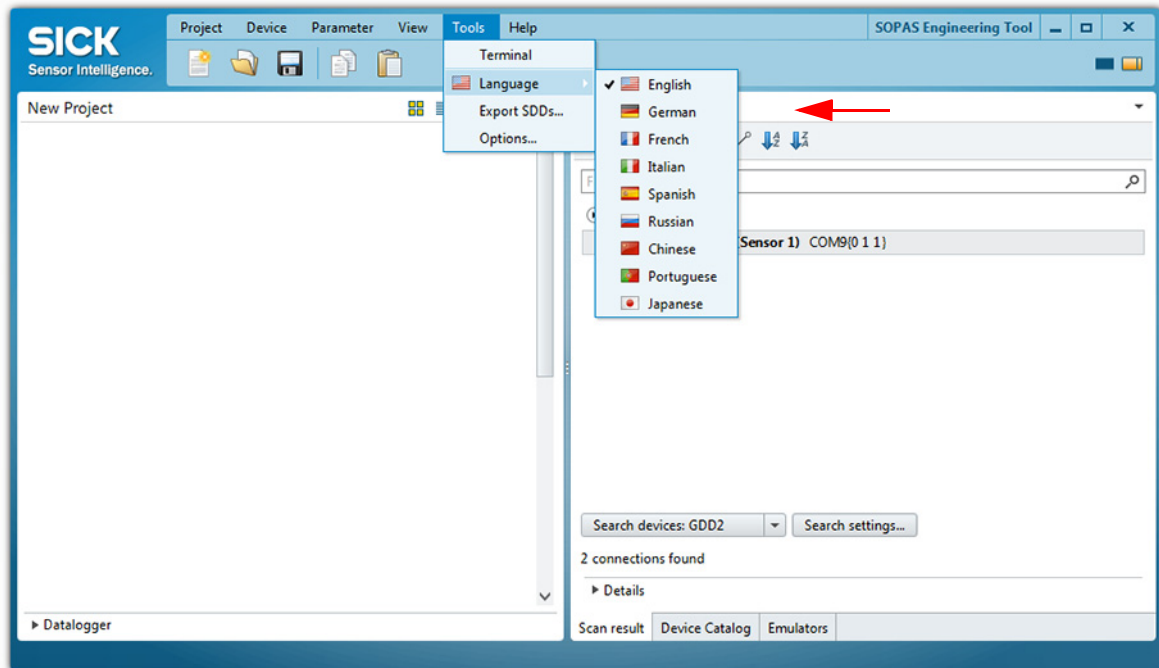 SICK
Sensor Intelligence.
Project Device Parameter View Tools Help
SOPAS Engineering Tool
Terminal
Language
Export SDDs...
Options...
English
German
French
Italian
Spanish
Russian
Chinese
Portuguese
Japanese
New Project
F
(Sensor 1) COM9{0 1 1}
Search devices: GDD2
Search settings...
2 connections found
Details
Datalogger
Scan result Device Catalog Emulators